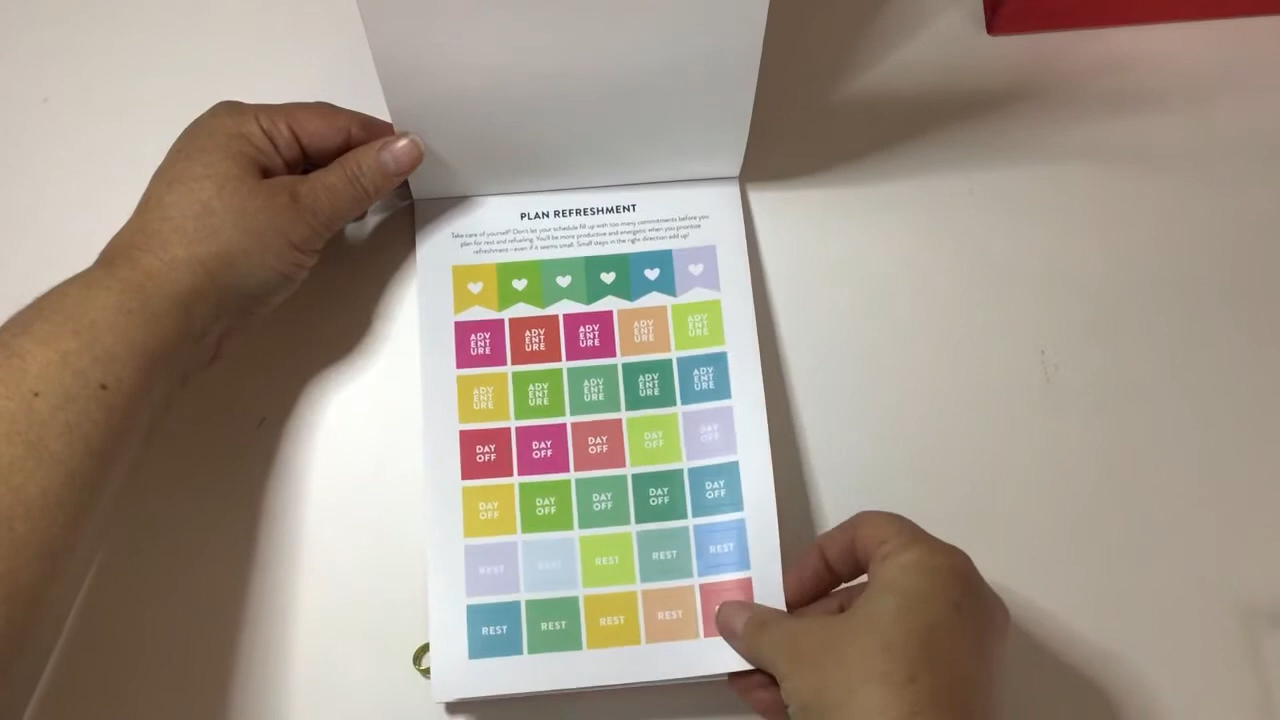 PLAN REFRESHMENT
Take care of yourself! Don't let your schedule fill up with too many commitments before you
plan for rest and refueling. You'll be more productive and energetic when you prioritize
refreshment—even if it seems small. Small steps in the right direction add up!
ADV ENT URE ADV ENT URE ADV ENT URE ADV ENT URE ADV ENT URE
ADV ENT URE ADV ENT URE ADV ENT URE ADV ENT URE ADV ENT URE
DAY OFF DAY OFF DAY OFF DAY OFF DAY OFF
DAY OFF DAY OFF DAY OFF DAY OFF DAY OFF
REST REST REST REST REST
REST REST REST REST